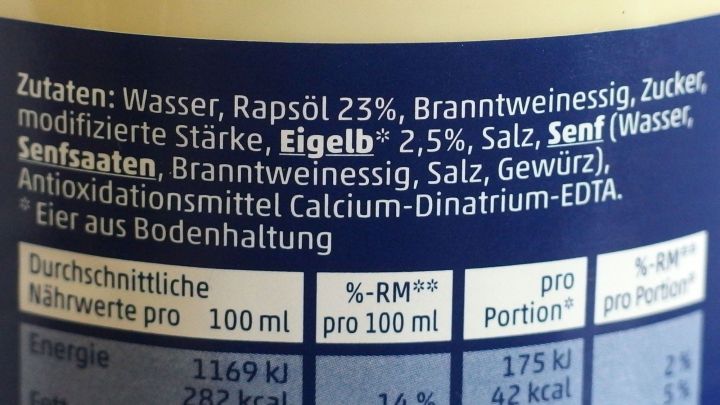 Zutaten: Wasser, Rapsöl 23%, Branntweinessig, Zucker,
modifizierte Stärke, Eigelb* 2,5%, Salz, Senf (Wasser,
Senfsaaten, Branntweinessig, Salz, Gewürz),
Antioxidationsmittel Calcium-Dinatrium-EDTA.
* Eier aus Bodenhaltung
Durchschnittliche
Nährwerte pro 100 ml
%-RM**
pro 100 ml
pro
Portion*
%-RM**
pro Portion*
Energie 1169 kJ 175 kJ 2%
282 kcal 14 % 42 kcal 5%